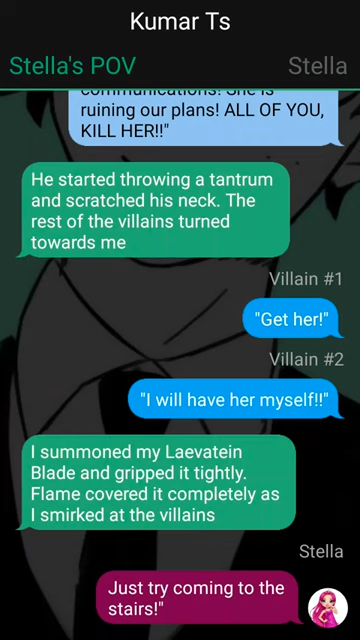 Kumar Ts
Stella's POV
Stella
communications! She is
ruining our plans! ALL OF YOU,
KILL HER!!"
He started throwing a tantrum
and scratched his neck. The
rest of the villains turned
towards me
Villain #1
"Get her!"
Villain #2
"I will have her myself!!"
I summoned my Laevatein
Blade and gripped it tightly.
Flame covered it completely as
I smirked at the villains
Stella
Just try coming to the
stairs!"